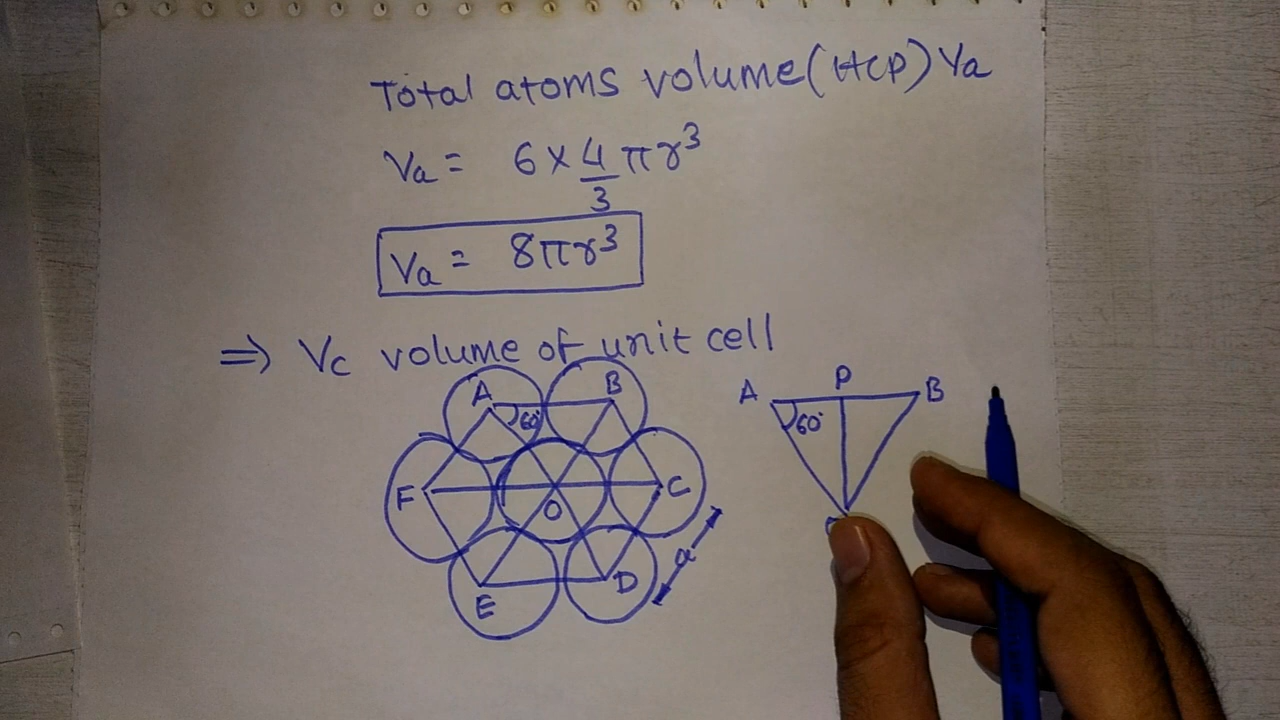 Total atoms volume (HCP) Va
Va = 6 × 4/3 πr³
Va = 8πr³
⇒ Vc volume of unit cell
A B
60°
F O C
E D
a
A P B
60°